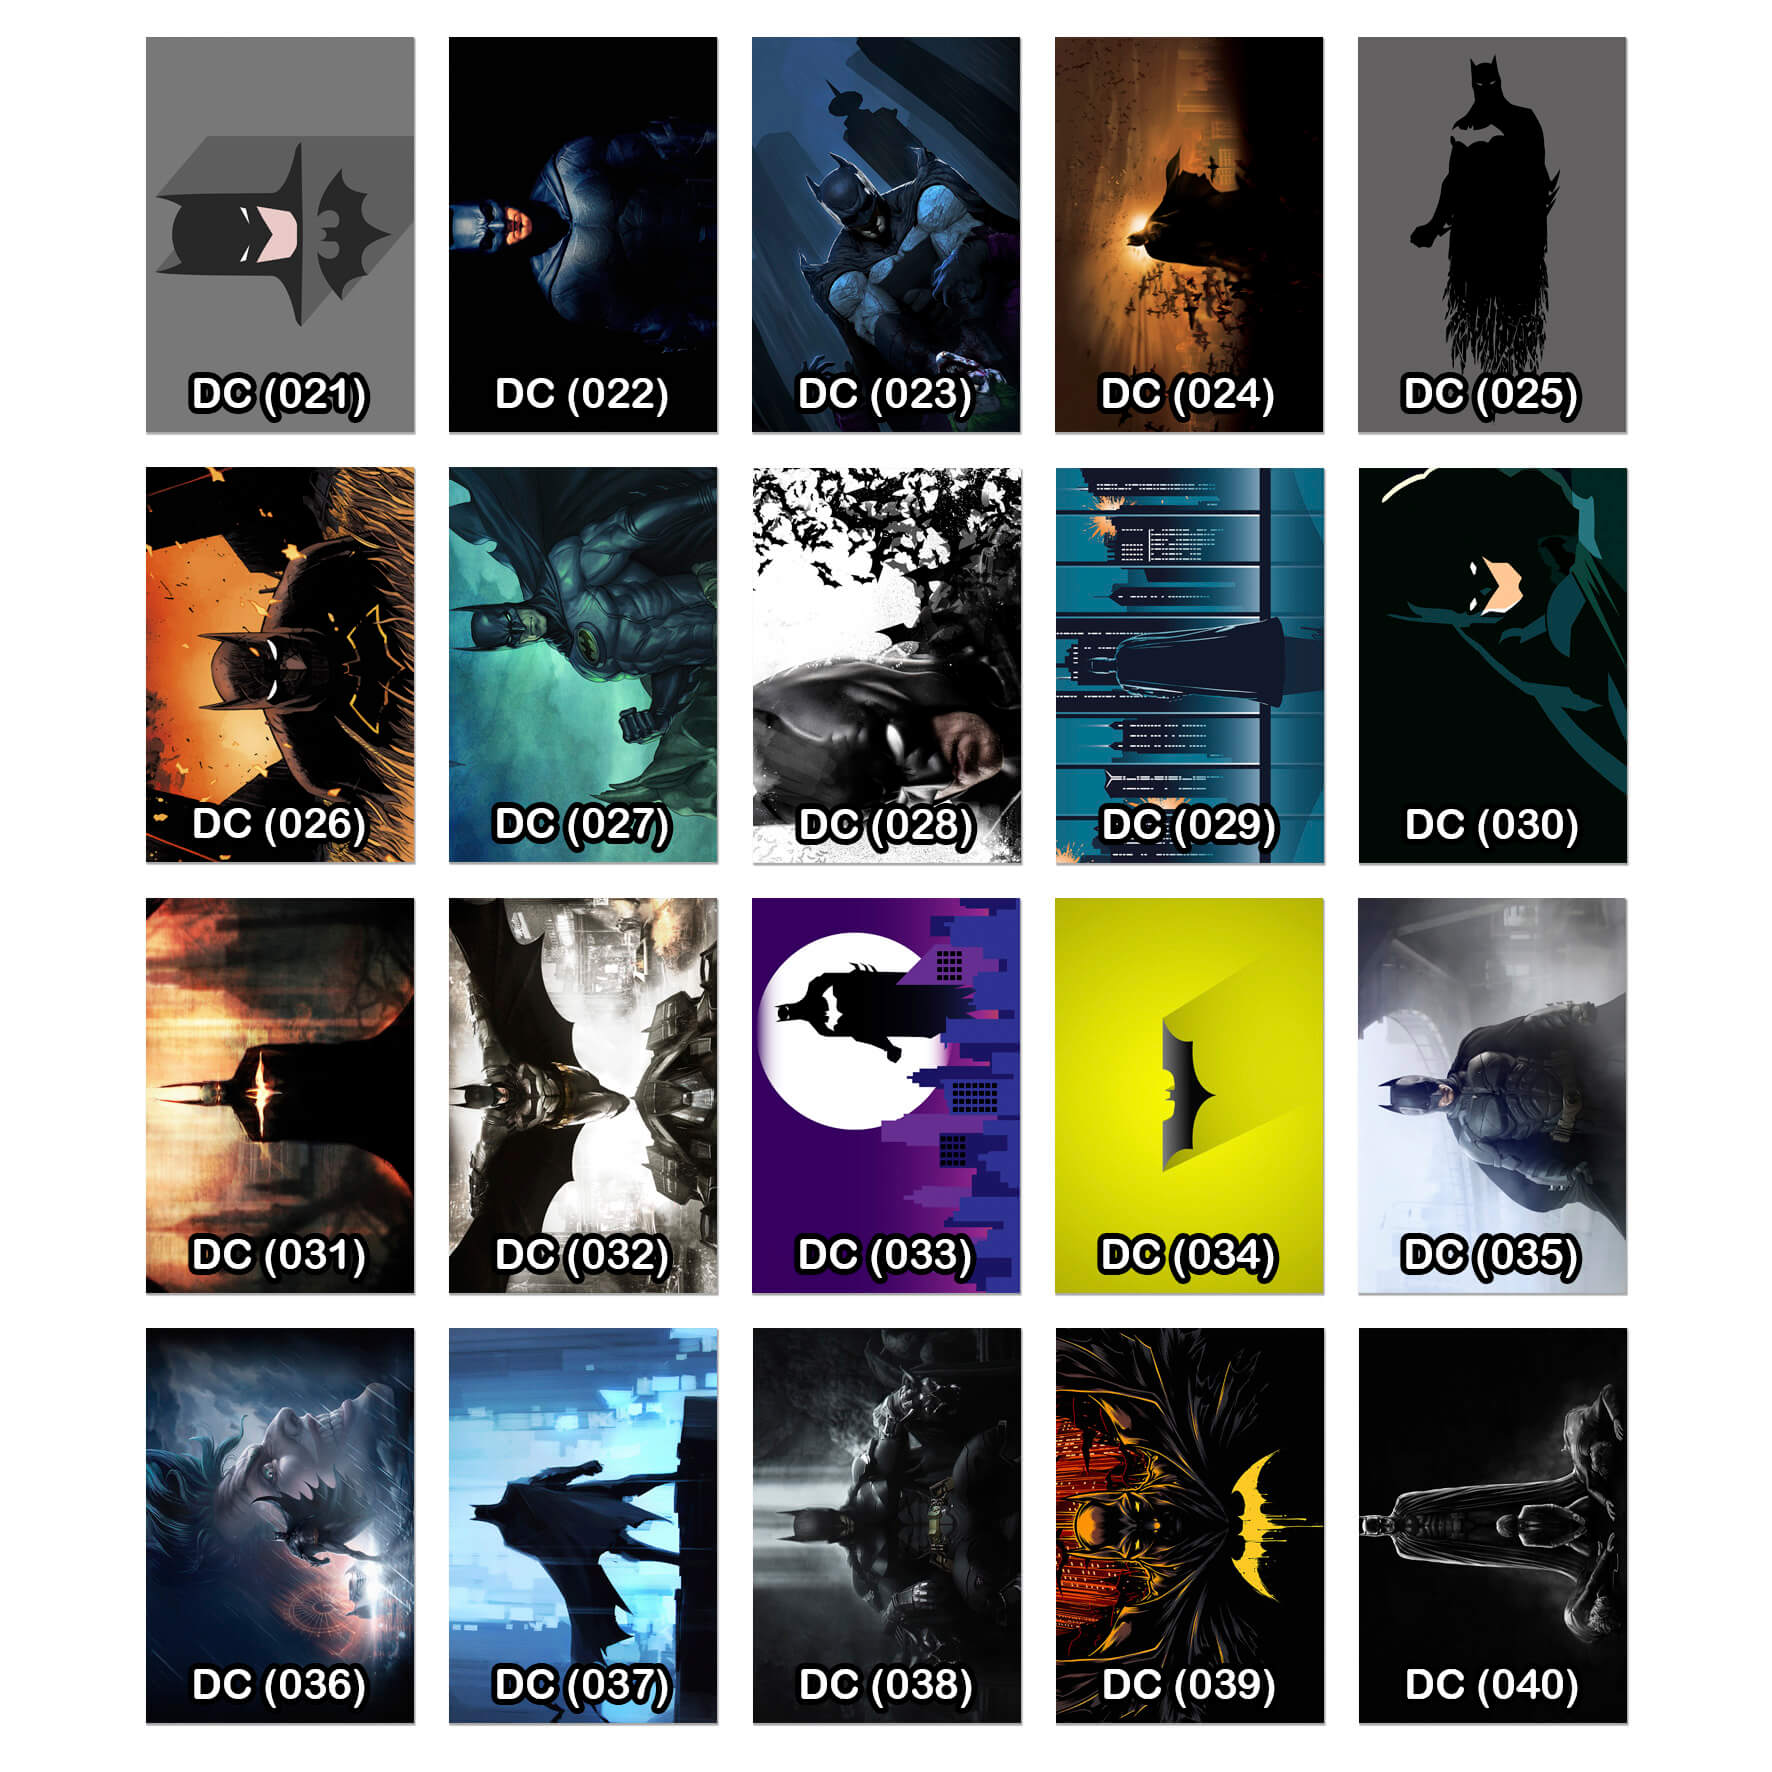 DC (021)
DC (022)
DC (023)
DC (024)
DC (025)
DC (026)
DC (027)
DC (028)
DC (029)
DC (030)
DC (031)
DC (032)
DC (033)
DC (034)
DC (035)
DC (036)
DC (037)
DC (038)
DC (039)
DC (040)